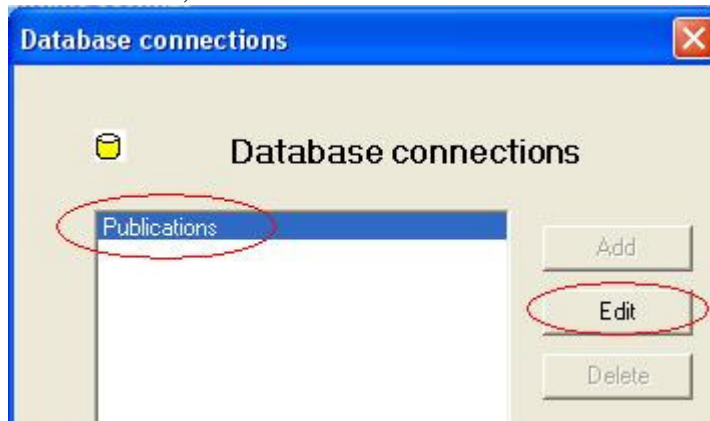 Database connections
Database connections
Publications
Add
Edit
Delete